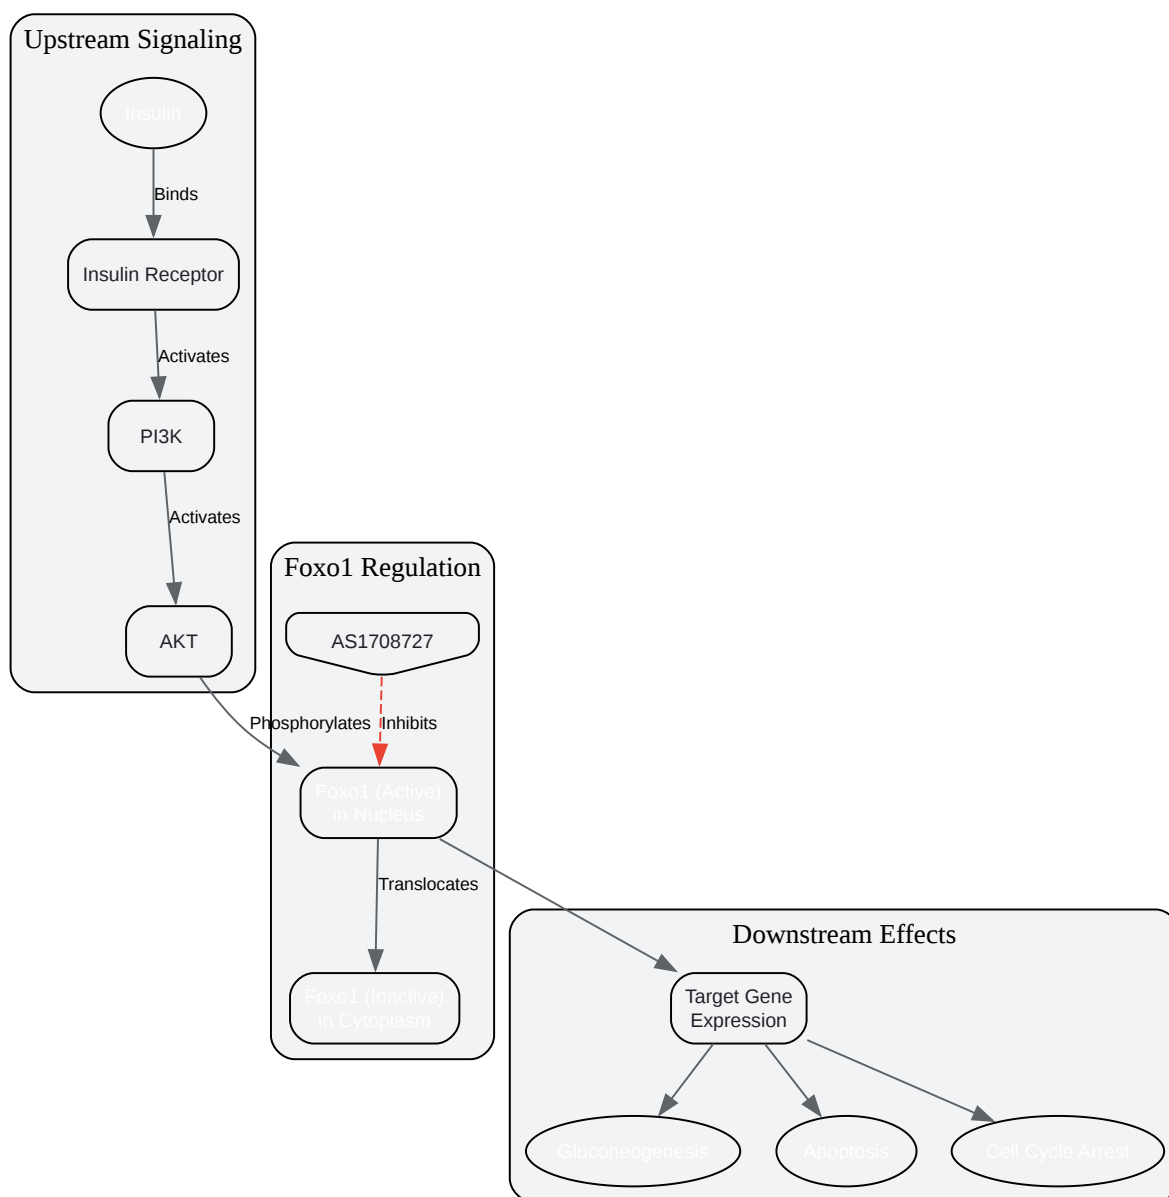 Upstream Signaling
Insulin
Binds
Insulin Receptor
Activates
PI3K
Activates
AKT
Foxo1 Regulation
AS1708727
Phosphorylates
Inhibits
Foxo1 (Active)
in Nucleus
Translocates
Foxo1 (Inactive)
in Cytoplasm
Downstream Effects
Target Gene
Expression
Gluconeogenesis
Apoptosis
Cell Cycle Arrest